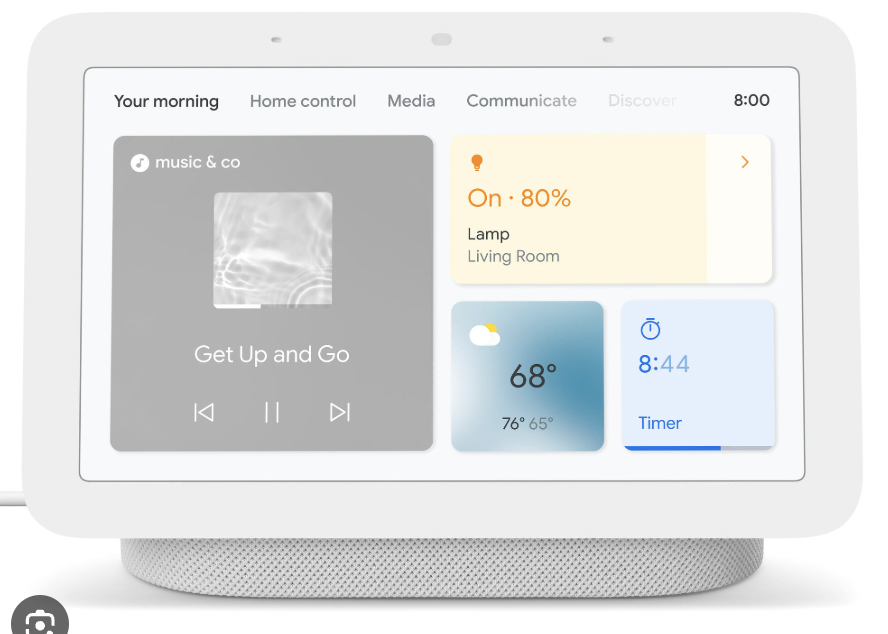 Your morning Home control Media Communicate Discover 8:00
music & co
Get Up and Go
On · 80%
Lamp
Living Room
68°
76° 65°
8:44
Timer